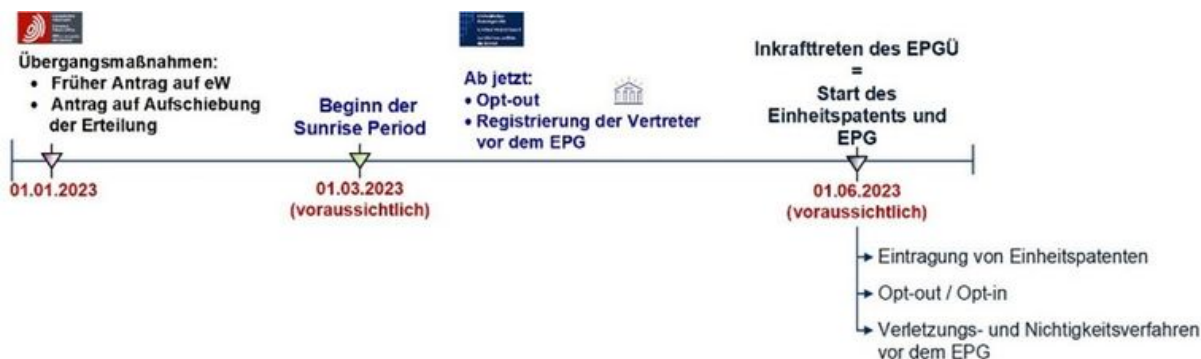 Übergangsmaßnahmen:
• Früher Antrag auf eW
• Antrag auf Aufschiebung
der Erteilung
01.01.2023
Beginn der
Sunrise Period
01.03.2023
(voraussichtlich)
Ab jetzt:
• Opt-out
• Registrierung der Vertreter
vor dem EPG
Inkrafttreten des EPGÜ
=
Start des
Einheitspatents und
EPG
01.06.2023
(voraussichtlich)
Eintragung von Einheitspatenten
Opt-out / Opt-in
Verletzungs- und Nichtigkeitsverfahren
vor dem EPG